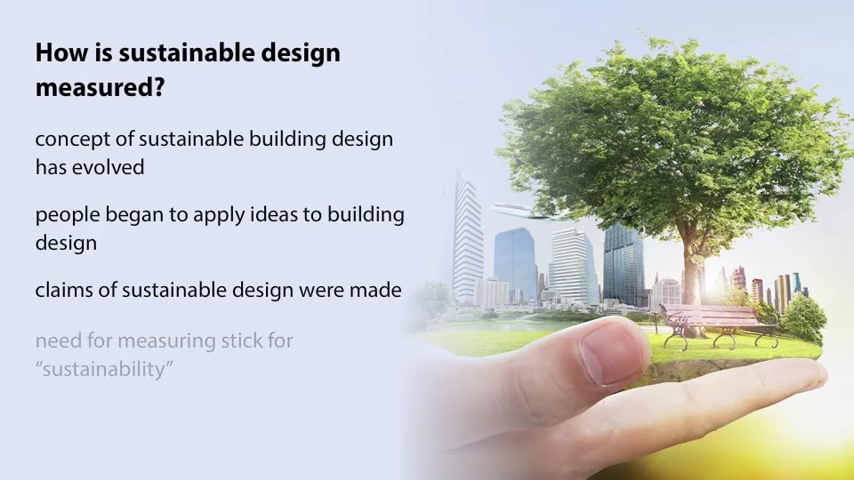 How is sustainable design
measured?
concept of sustainable building design
has evolved
people began to apply ideas to building
design
claims of sustainable design were made
need for measuring stick for
“sustainability”